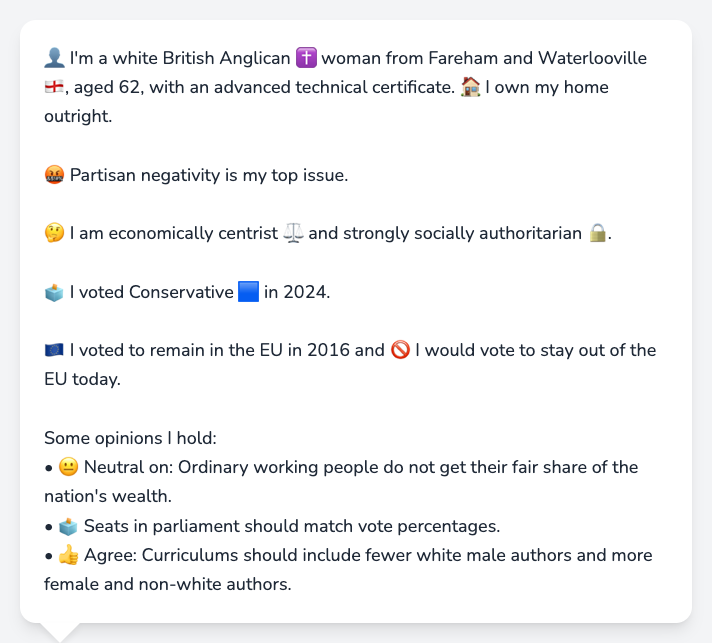 👤 I'm a white British Anglican ✝️ woman from Fareham and Waterlooville
🏴󠁧󠁢󠁥󠁮󠁧󠁿, aged 62, with an advanced technical certificate. 🏠 I own my home
outright.
🤬 Partisan negativity is my top issue.
🤔 I am economically centrist ⚖️ and strongly socially authoritarian 🔒.
🗳️ I voted Conservative 🟦 in 2024.
🇪🇺 I voted to remain in the EU in 2016 and 🚫 I would vote to stay out of the
EU today.
Some opinions I hold:
• 😐 Neutral on: Ordinary working people do not get their fair share of the
nation's wealth.
• 🗳️ Seats in parliament should match vote percentages.
• 👍 Agree: Curriculums should include fewer white male authors and more
female and non-white authors.